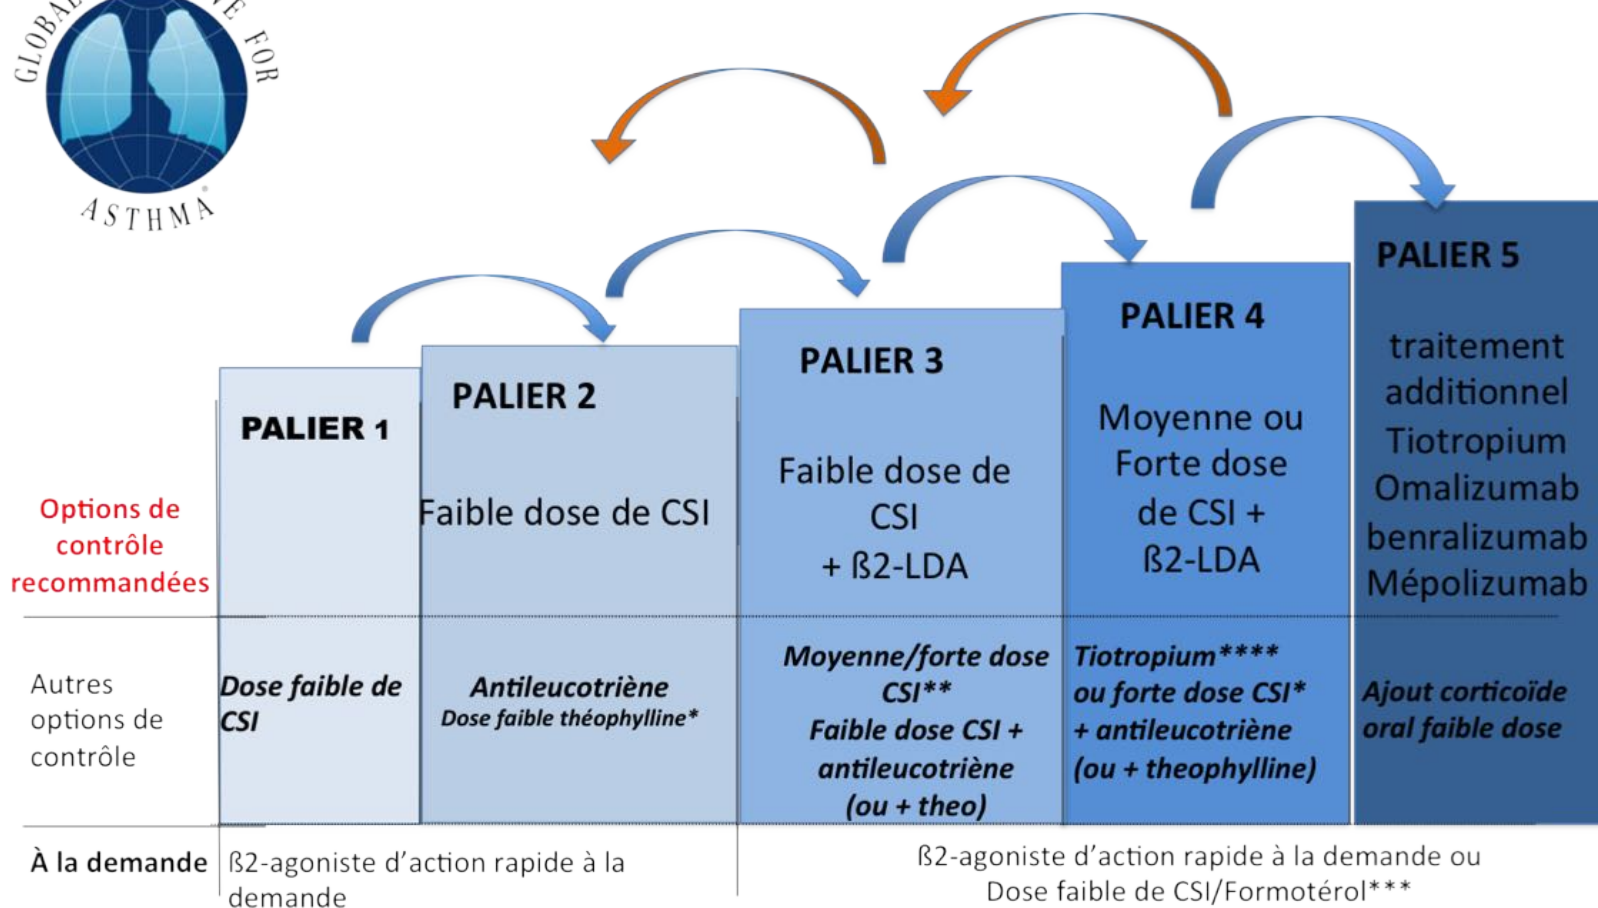 GLOBAL
NE FOR
ASTHMA
PALIER 1
PALIER 2
Faible dose de CSI
PALIER 3
Faible dose de
CSI
+ ß2-LDA
PALIER 4
Moyenne ou
Forte dose
de CSI +
ß2-LDA
PALIER 5
traitement
additionnel
Tiotropium
Omalizumab
benralizumab
Mépolizumab
Options de
contrôle
recommandées
Autres
options de
contrôle
Dose faible de
CSI
Antileucotriène
Dose faible théophylline*
Moyenne/forte dose
CSI**
Faible dose CSI +
antileucotriène
(ou + theo)
Tiotropium****
ou forte dose CSI*
+ antileucotriène
(ou + theophylline)
Ajout corticoïde
oral faible dose
À la demande
ß2-agoniste d'action rapide à la
demande
ß2-agoniste d'action rapide à la demande ou
Dose faible de CSI/Formotérol***